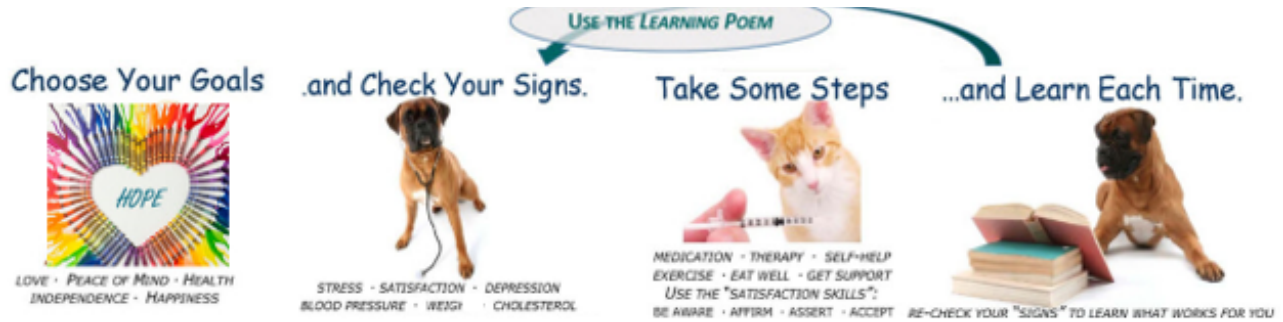 USE THE LEARNING POEM
Choose Your Goals
HOPE
LOVE · PEACE OF MIND · HEALTH
INDEPENDENCE · HAPPINESS
.and Check Your Signs.
STRESS · SATISFACTION · DEPRESSION
BLOOD PRESSURE · · CHOLESTEROL
Take Some Steps
MEDICATION · THERAPY · SELF-HELP
EXERCISE · EAT WELL · GET SUPPORT
USE THE "SATISFACTION SKILLS":
BE AWARE · AFFIRM · ASSERT · ACCEPT
...and Learn Each Time.
RE-CHECK YOUR "SIGNS" TO LEARN WHAT WORKS FOR YOU